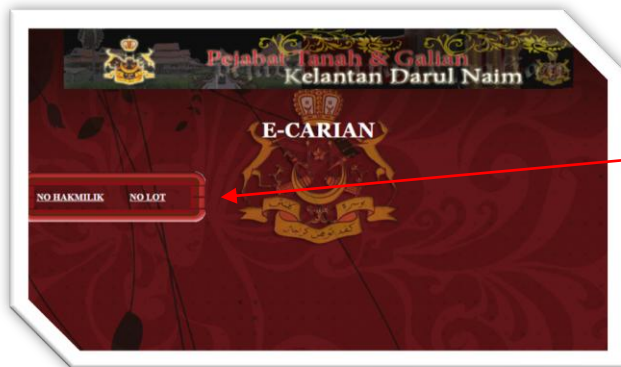 Pejabat Tanah & Galian
Kelantan Darul Naim
E-CARIAN
NO HAKMILIK NO LOT